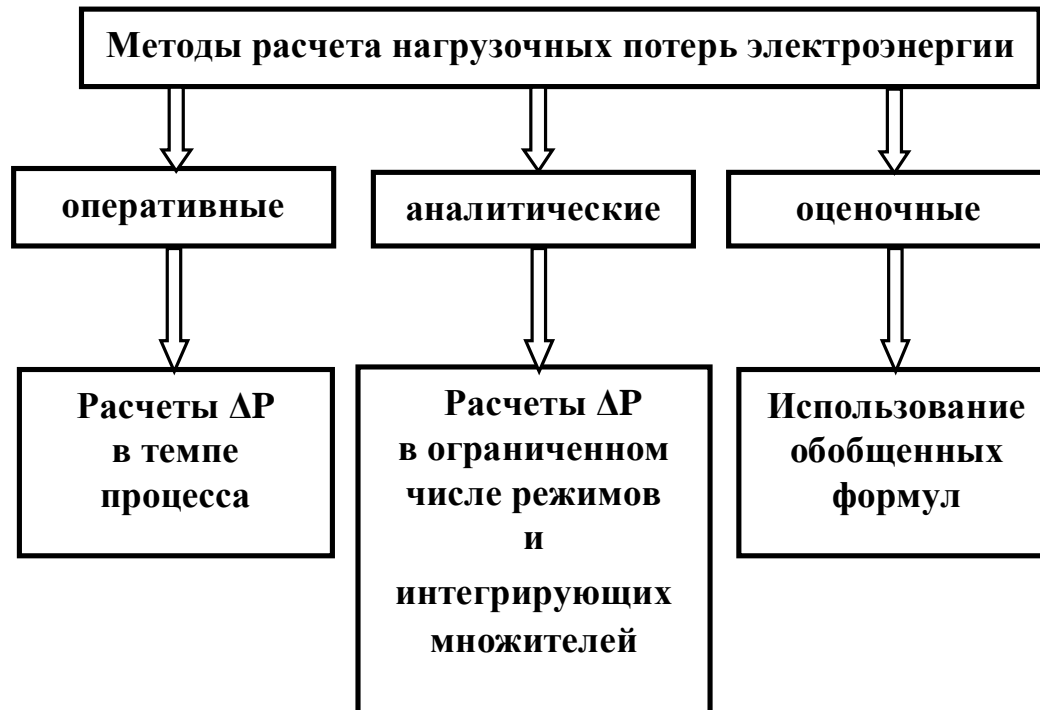 Методы расчета нагрузочных потерь электроэнергии
оперативные
аналитические
оценочные
Расчеты ΔР
в темпе
процесса
Расчеты ΔР
в ограниченном
числе режимов
и
интегрирующих
множителей
Использование
обобщенных
формул